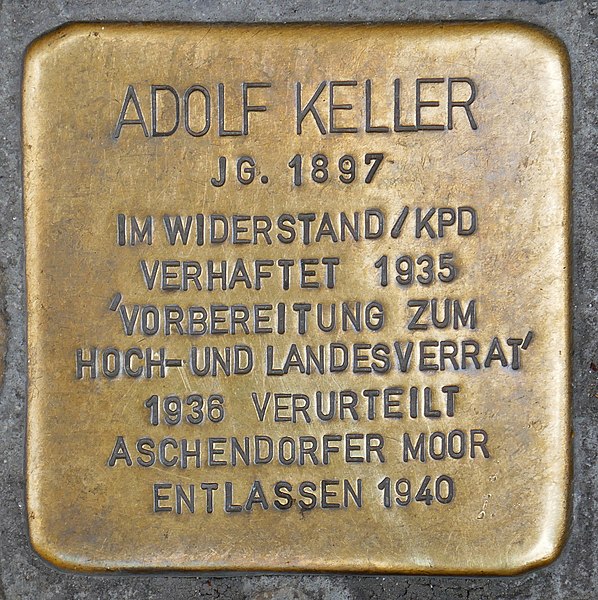 ADOLF KELLER
JG. 1897
IM WIDERSTAND/KPD
VERHAFTET 1935
'VORBEREITUNG ZUM
HOCH-UND LANDESVERRAT'
1936 VERURTEILT
ASCHENDORFER MOOR
ENTLASSEN 1940